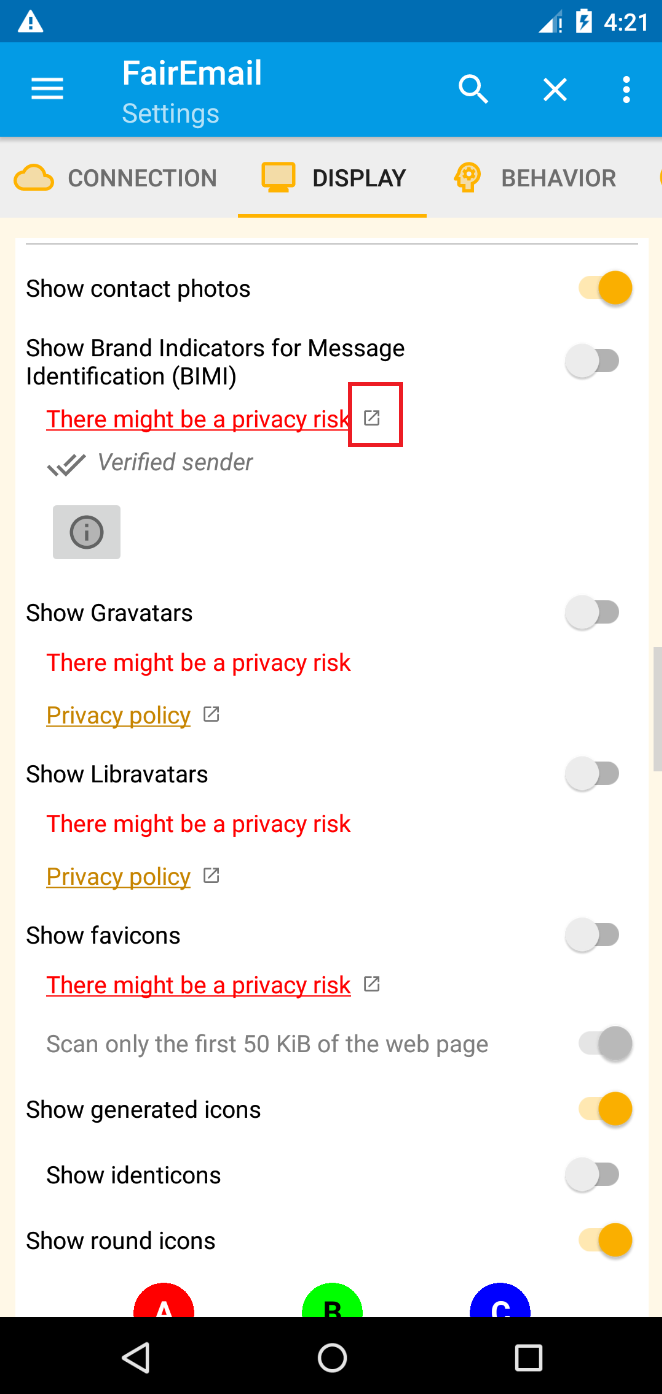 4:21
FairEmail
Settings
CONNECTION
DISPLAY
BEHAVIOR
Show contact photos
Show Brand Indicators for Message
Identification (BIMI)
There might be a privacy risk
Verified sender
Show Gravatars
There might be a privacy risk
Privacy policy
Show Libravatars
There might be a privacy risk
Privacy policy
Show favicons
There might be a privacy risk
Scan only the first 50 KiB of the web page
Show generated icons
Show identicons
Show round icons
A B C